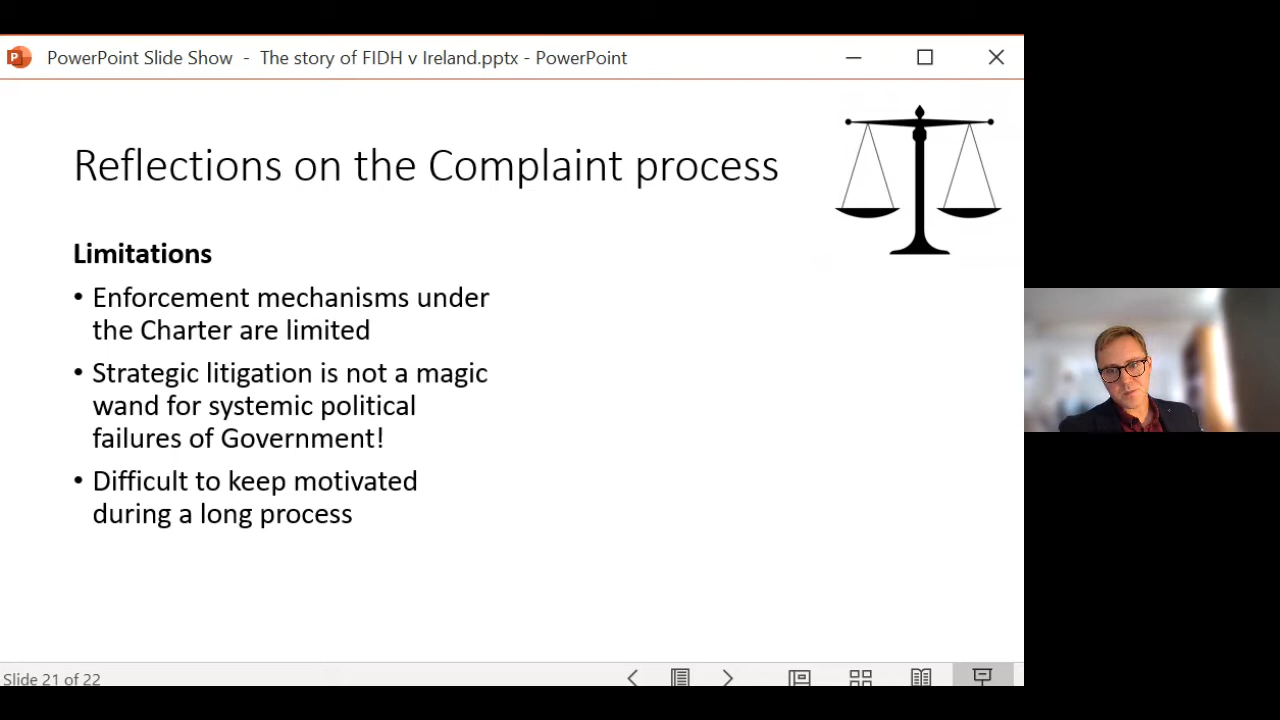 PowerPoint Slide Show - The story of FIDH v Ireland.pptx - PowerPoint
Reflections on the Complaint process
Limitations
• Enforcement mechanisms under
the Charter are limited
• Strategic litigation is not a magic
wand for systemic political
failures of Government!
• Difficult to keep motivated
during a long process
Slide 21 of 22